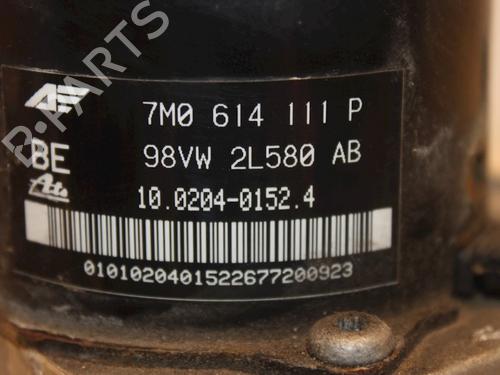 B-PARTS
7M0 614 111 P
BE
98VW 2L580 AB
Ate
10.0204-0152.4
0101020401522677200923